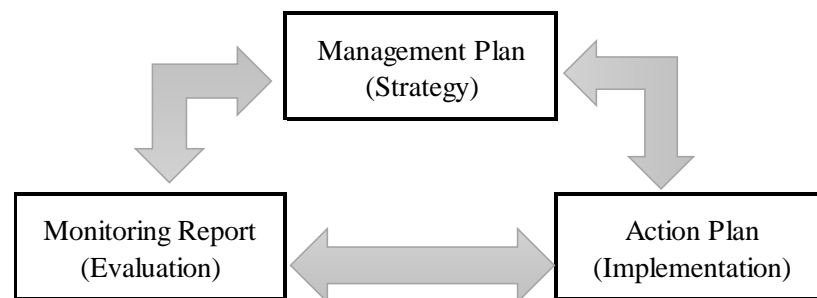 Management Plan
(Strategy)
Monitoring Report
(Evaluation)
Action Plan
(Implementation)